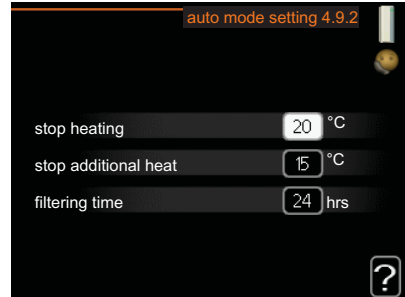 auto mode setting 4.9.2
stop heating 20 °C
stop additional heat 15 °C
filtering time 24 hrs
?